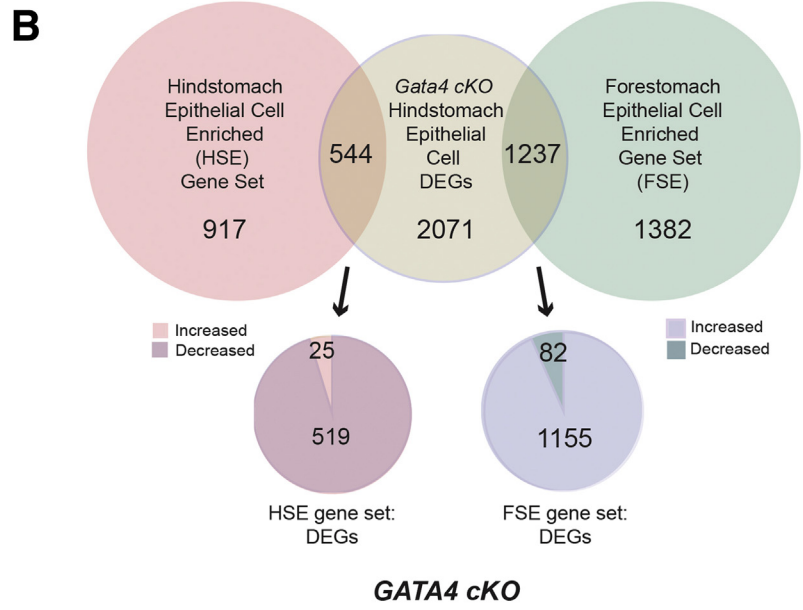 B
Hindstomach
Epithelial Cell
Enriched
(HSE)
Gene Set
917
544
Gata4 cKO
Hindstomach
Epithelial
Cell
DEGs
2071
1237
Forestomach
Epithelial Cell
Enriched
Gene Set
(FSE)
1382
Increased
Decreased
25
519
HSE gene set:
DEGs
82
1155
FSE gene set:
DEGs
Increased
Decreased
GATA4 cKO